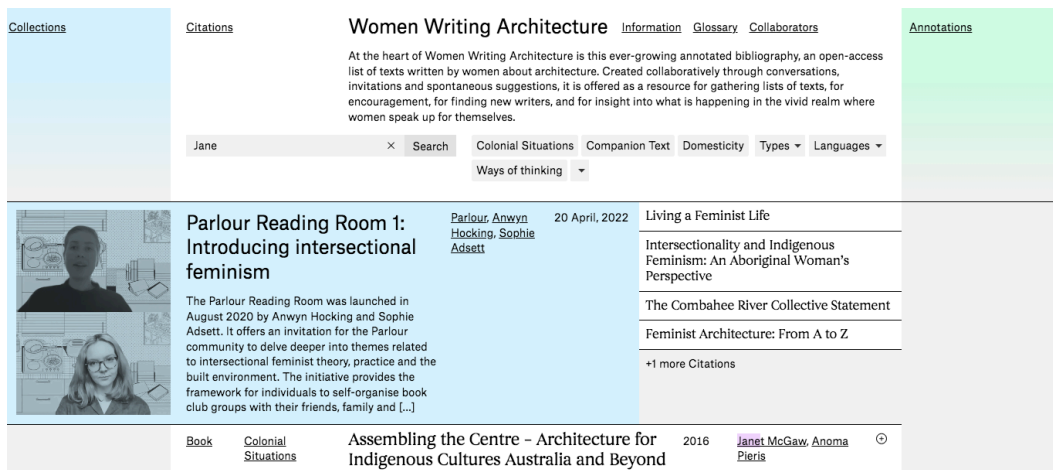 Collections
Citations
Women Writing Architecture
Information
Glossary
Collaborators
Annotations
At the heart of Women Writing Architecture is this ever-growing annotated bibliography, an open-access
list of texts written by women about architecture. Created collaboratively through conversations,
invitations and spontaneous suggestions, it is offered as a resource for gathering lists of texts, for
encouragement, for finding new writers, and for insight into what is happening in the vivid realm where
women speak up for themselves.
Jane
Search
Colonial Situations
Companion Text
Domesticity
Types
Languages
Ways of thinking
Parlour Reading Room 1:
Introducing intersectional
feminism
The Parlour Reading Room was launched in
August 2020 by Anwyn Hocking and Sophie
Adsett. It offers an invitation for the Parlour
community to delve deeper into themes related
to intersectional feminist theory, practice and the
built environment. The initiative provides the
framework for individuals to self-organise book
club groups with their friends, family and [...]
Parlour, Anwyn
Hocking, Sophie
Adsett
20 April, 2022
Living a Feminist Life
Intersectionality and Indigenous
Feminism: An Aboriginal Woman's
Perspective
The Combahee River Collective Statement
Feminist Architecture: From A to Z
+1 more Citations
Book
Colonial
Situations
Assembling the Centre – Architecture for
Indigenous Cultures Australia and Beyond
2016
Janet McGaw, Anoma
Pieris